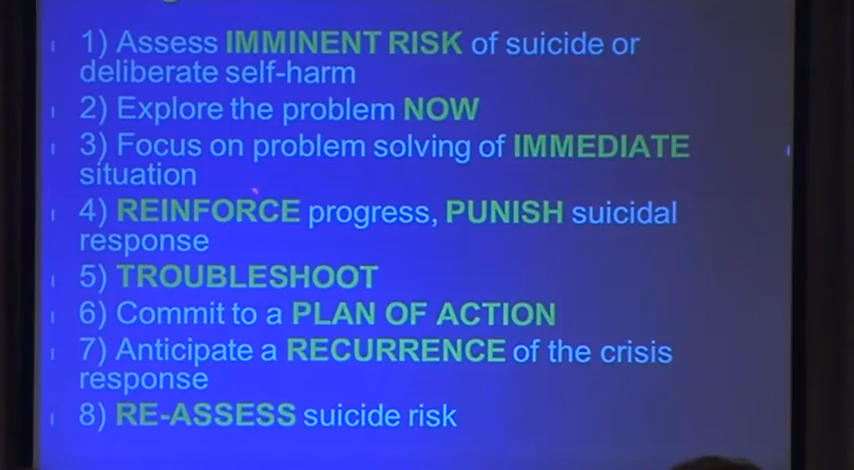 1) Assess IMMINENT RISK of suicide or
deliberate self-harm
2) Explore the problem NOW
3) Focus on problem solving of IMMEDIATE
situation
4) REINFORCE progress, PUNISH suicidal
response
5) TROUBLESHOOT
6) Commit to a PLAN OF ACTION
7) Anticipate a RECURRENCE of the crisis
response
8) RE-ASSESS suicide risk